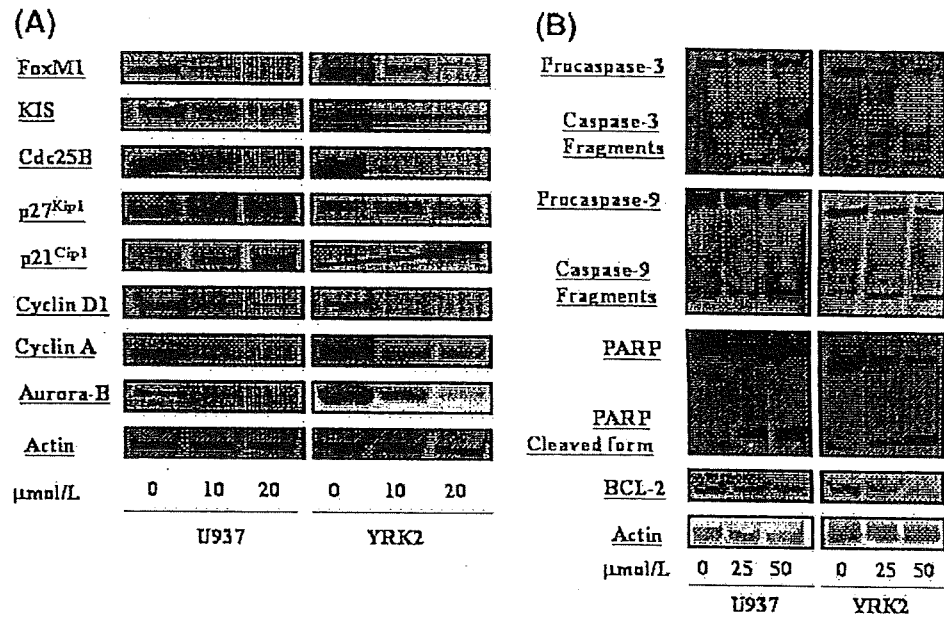 (A)
FoxM1
KIS
Cdc25B
p27Kip1
p21Cip1
Cyclin D1
Cyclin A
Aurora-B
Actin
μmol/L 0 10 20 0 10 20
U937 YRK2
(B)
Procaspase-3
Caspase-3
Fragments
Procaspase-9
Caspase-9
Fragments
PARP
PARP
Cleaved form
BCL-2
Actin
μmol/L 0 25 50 0 25 50
U937 YRK2